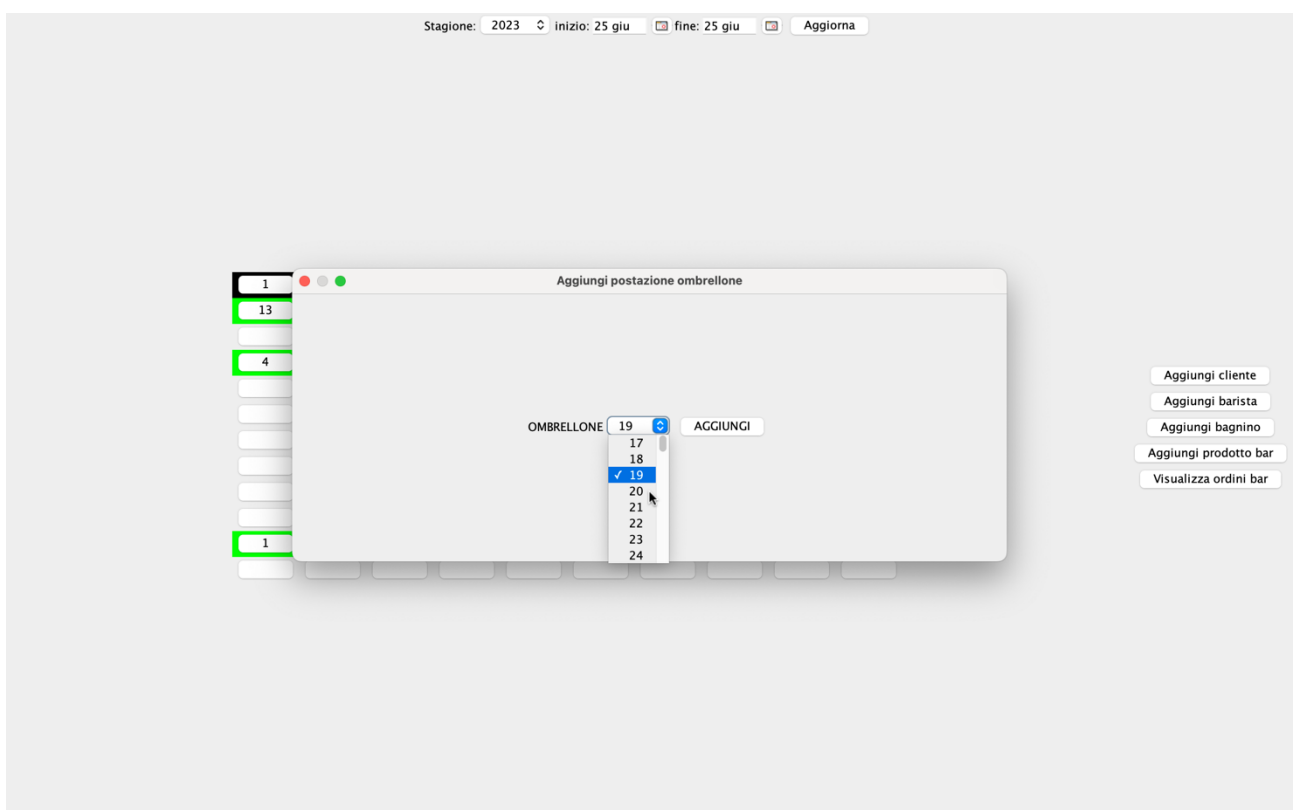 Stagione: 2023 inizio: 25 giu fine: 25 giu Aggiorna
Aggiungi postazione ombrellone
1
13
4
1
OMBRELLONE 19 AGGIUNGI
17
18
✓ 19
20
21
22
23
24
Aggiungi cliente
Aggiungi barista
Aggiungi bagnino
Aggiungi prodotto bar
Visualizza ordini bar